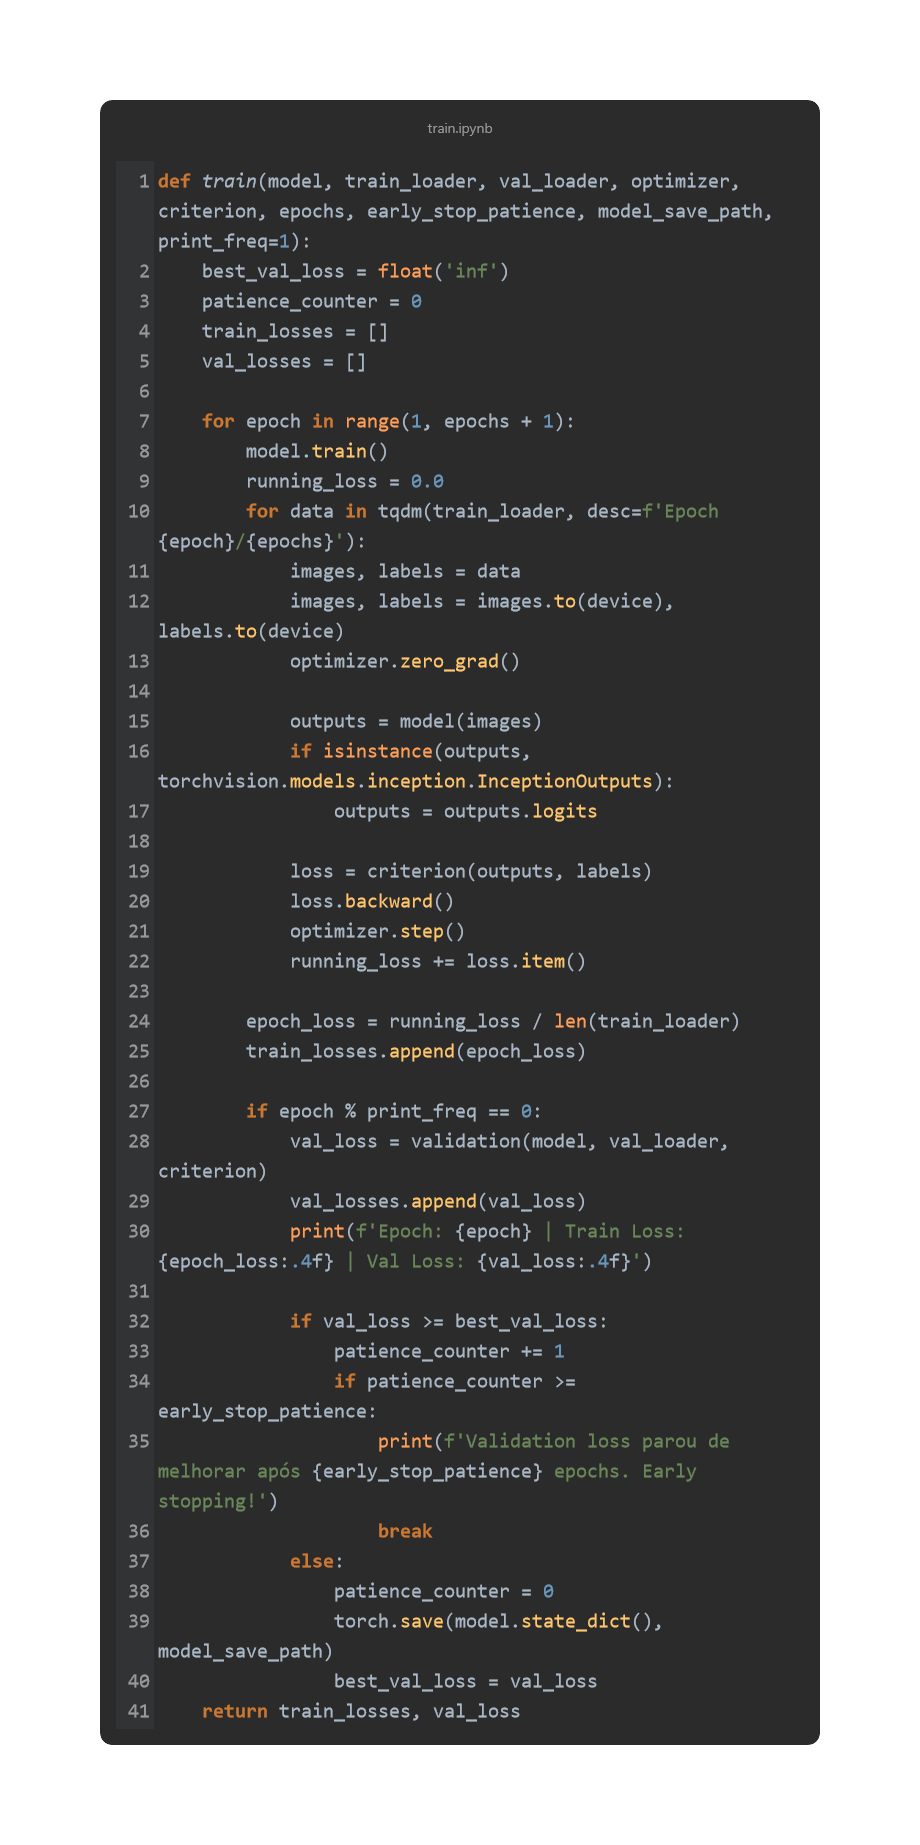 train.ipynb
1 def train(model, train_loader, val_loader, optimizer,
criterion, epochs, early_stop_patience, model_save_path,
print_freq=1):
2     best_val_loss = float('inf')
3     patience_counter = 0
4     train_losses = []
5     val_losses = []
6
7     for epoch in range(1, epochs + 1):
8         model.train()
9         running_loss = 0.0
10         for data in tqdm(train_loader, desc=f'Epoch
{epoch}/{epochs}'):
11             images, labels = data
12             images, labels = images.to(device),
labels.to(device)
13             optimizer.zero_grad()
14
15             outputs = model(images)
16             if isinstance(outputs,
torchvision.models.inception.InceptionOutputs):
17                 outputs = outputs.logits
18
19             loss = criterion(outputs, labels)
20             loss.backward()
21             optimizer.step()
22             running_loss += loss.item()
23
24         epoch_loss = running_loss / len(train_loader)
25         train_losses.append(epoch_loss)
26
27         if epoch % print_freq == 0:
28             val_loss = validation(model, val_loader,
criterion)
29             val_losses.append(val_loss)
30             print(f'Epoch: {epoch} | Train Loss:
{epoch_loss:.4f} | Val Loss: {val_loss:.4f}')
31
32             if val_loss >= best_val_loss:
33                 patience_counter += 1
34                 if patience_counter >=
early_stop_patience:
35                     print(f'Validation loss parou de
melhorar após {early_stop_patience} epochs. Early
stopping!')
36                     break
37             else:
38                 patience_counter = 0
39                 torch.save(model.state_dict(),
model_save_path)
40                 best_val_loss = val_loss
41     return train_losses, val_loss